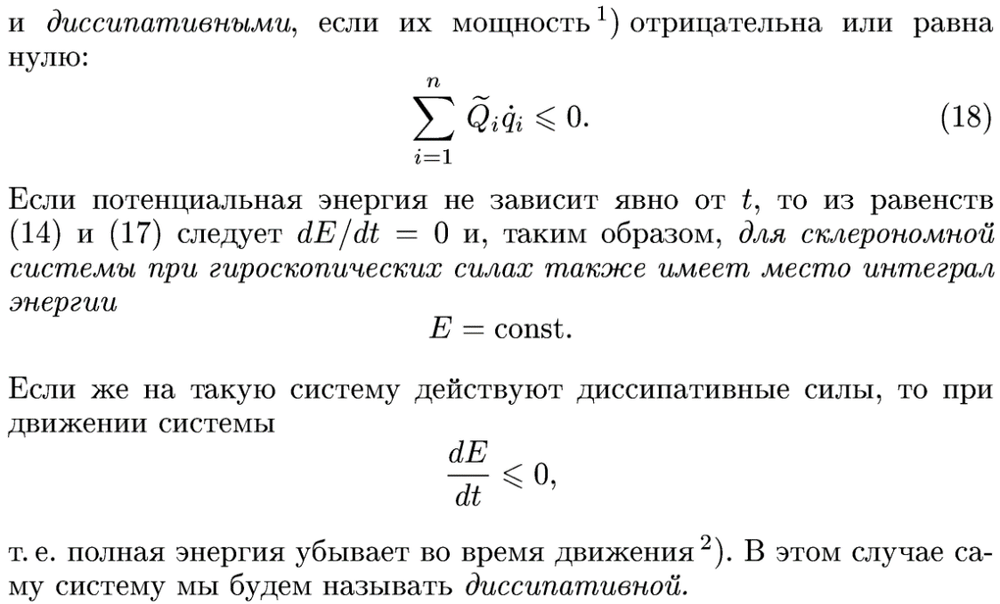 и диссипативными, если их мощность ¹) отрицательна или равна
нулю:
$$\sum_{i=1}^{n} \widetilde{Q}_i \dot{q}_i \leqslant 0. \quad (18)$$
Если потенциальная энергия не зависит явно от $t$, то из равенств
(14) и (17) следует $dE/dt = 0$ и, таким образом, для склерономной
системы при гироскопических силах также имеет место интеграл
энергии
$$E = \text{const}.$$
Если же на такую систему действуют диссипативные силы, то при
движении системы
$$\frac{dE}{dt} \leqslant 0,$$
т. е. полная энергия убывает во время движения ²). В этом случае са-
му систему мы будем называть диссипативной.